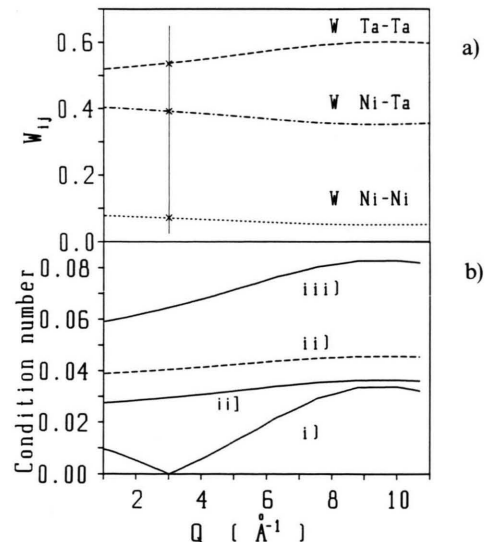 a)
W Ta-Ta
W Ni-Ta
W Ni-Ni
Wij
0.6
0.4
0.2
0.0
b)
Condition number
0.08
0.06
0.04
0.02
0.00
iii)
ii)
ii]
i)
2 4 6 8 10
Q [ Å-1 )